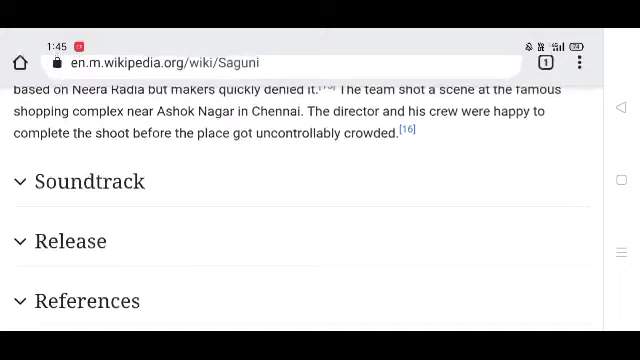 1:45
en.m.wikipedia.org/wiki/Saguni
1
based on Neera Radia but makers quickly denied it.[15] The team shot a scene at the famous
shopping complex near Ashok Nagar in Chennai. The director and his crew were happy to
complete the shoot before the place got uncontrollably crowded.[16]
Soundtrack
Release
References